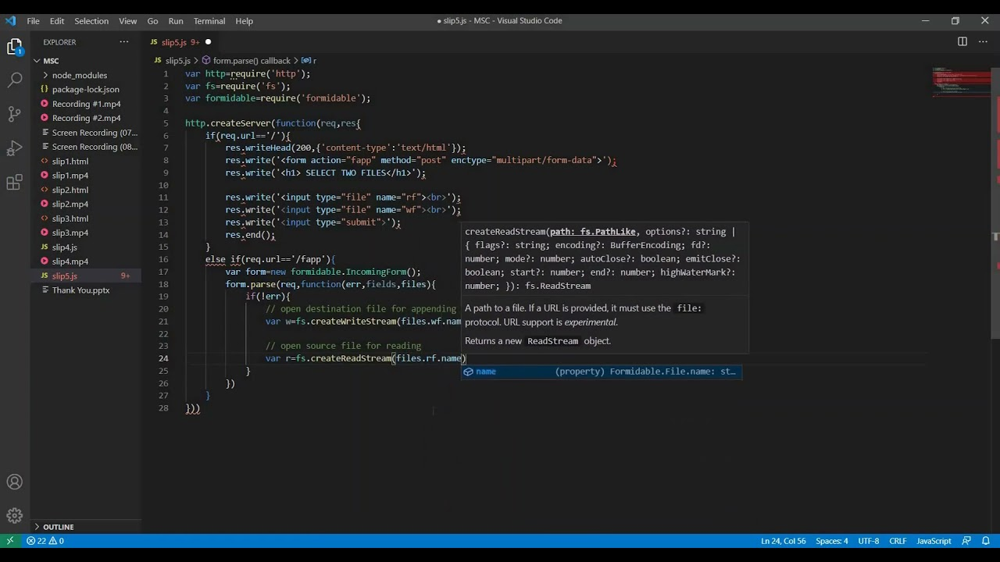 File Edit Selection View Go Run Terminal Help
● slip5.js - MSC - Visual Studio Code
EXPLORER ···
JS slip5.js 9+ ●
MSC
JS slip5.js > form.parse() callback > r
node_modules
package-lock.json
Recording #1.mp4
Recording #2.mp4
Screen Recording (07...
Screen Recording (08...
slip1.html
slip1.mp4
slip2.html
slip2.mp4
slip3.html
slip3.mp4
JS slip4.js
slip4.mp4
JS slip5.js 9+
Thank You.pptx
OUTLINE
1 var http=require('http');
2 var fs=require('fs');
3 var formidable=require('formidable');
4
5 http.createServer(function(req,res{
6 if(req.url=='/'){
7 res.writeHead(200,{'content-type':'text/html'});
8 res.write('<form action="fapp" method="post" enctype="multipart/form-data">');
9 res.write('<h1> SELECT TWO FILES</h1>');
10
11 res.write('<input type="file" name="rf"><br>');
12 res.write('<input type="file" name="wf"><br>');
13 res.write('<input type="submit">');
14 res.end();
15 }
16 else if(req.url=='/fapp'){
17 var form=new formidable.IncomingForm();
18 form.parse(req,function(err,fields,files){
19 if(!err){
20 // open destination file for appending
21 var w=fs.createWriteStream(files.wf.nam
22
23 // open source file for reading
24 var r=fs.createReadStream(files.rf.name)
25 }
26 })
27 }
28 }))
createReadStream(path: fs.PathLike, options?: string |
{ flags?: string; encoding?: BufferEncoding; fd?:
number; mode?: number; autoClose?: boolean; emitClose?:
boolean; start?: number; end?: number; highWaterMark?:
number; }): fs.ReadStream
A path to a file. If a URL is provided, it must use the file:
protocol. URL support is experimental.
Returns a new ReadStream object.
name (property) Formidable.File.name: st...
1
22 0
Ln 24, Col 56 Spaces: 4 UTF-8 CRLF JavaScript